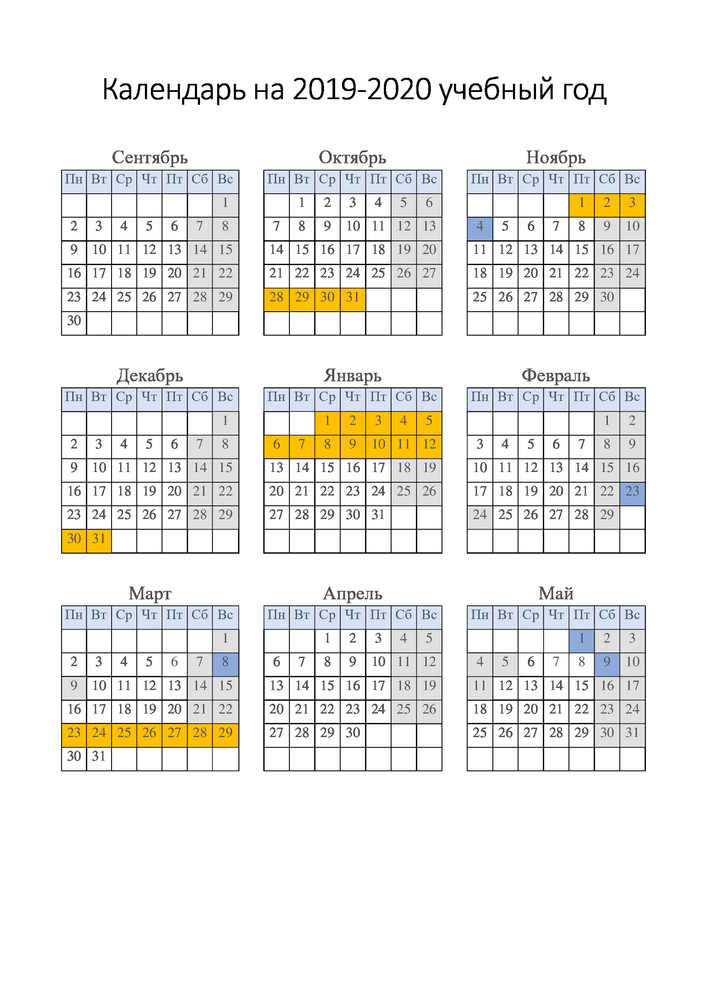 Календарь на 2019-2020 учебный год
Сентябрь
Пн Вт Ср Чт Пт Сб Вс
1
2 3 4 5 6 7 8
9 10 11 12 13 14 15
16 17 18 19 20 21 22
23 24 25 26 27 28 29
30
Октябрь
Пн Вт Ср Чт Пт Сб Вс
1 2 3 4 5 6
7 8 9 10 11 12 13
14 15 16 17 18 19 20
21 22 23 24 25 26 27
28 29 30 31
Ноябрь
Пн Вт Ср Чт Пт Сб Вс
1 2 3
4 5 6 7 8 9 10
11 12 13 14 15 16 17
18 19 20 21 22 23 24
25 26 27 28 29 30
Декабрь
Пн Вт Ср Чт Пт Сб Вс
1
2 3 4 5 6 7 8
9 10 11 12 13 14 15
16 17 18 19 20 21 22
23 24 25 26 27 28 29
30 31
Январь
Пн Вт Ср Чт Пт Сб Вс
1 2 3 4 5
6 7 8 9 10 11 12
13 14 15 16 17 18 19
20 21 22 23 24 25 26
27 28 29 30 31
Февраль
Пн Вт Ср Чт Пт Сб Вс
1 2
3 4 5 6 7 8 9
10 11 12 13 14 15 16
17 18 19 20 21 22 23
24 25 26 27 28 29
Март
Пн Вт Ср Чт Пт Сб Вс
1
2 3 4 5 6 7 8
9 10 11 12 13 14 15
16 17 18 19 20 21 22
23 24 25 26 27 28 29
30 31
Апрель
Пн Вт Ср Чт Пт Сб Вс
1 2 3 4 5
6 7 8 9 10 11 12
13 14 15 16 17 18 19
20 21 22 23 24 25 26
27 28 29 30
Май
Пн Вт Ср Чт Пт Сб Вс
1 2 3
4 5 6 7 8 9 10
11 12 13 14 15 16 17
18 19 20 21 22 23 24
25 26 27 28 29 30 31